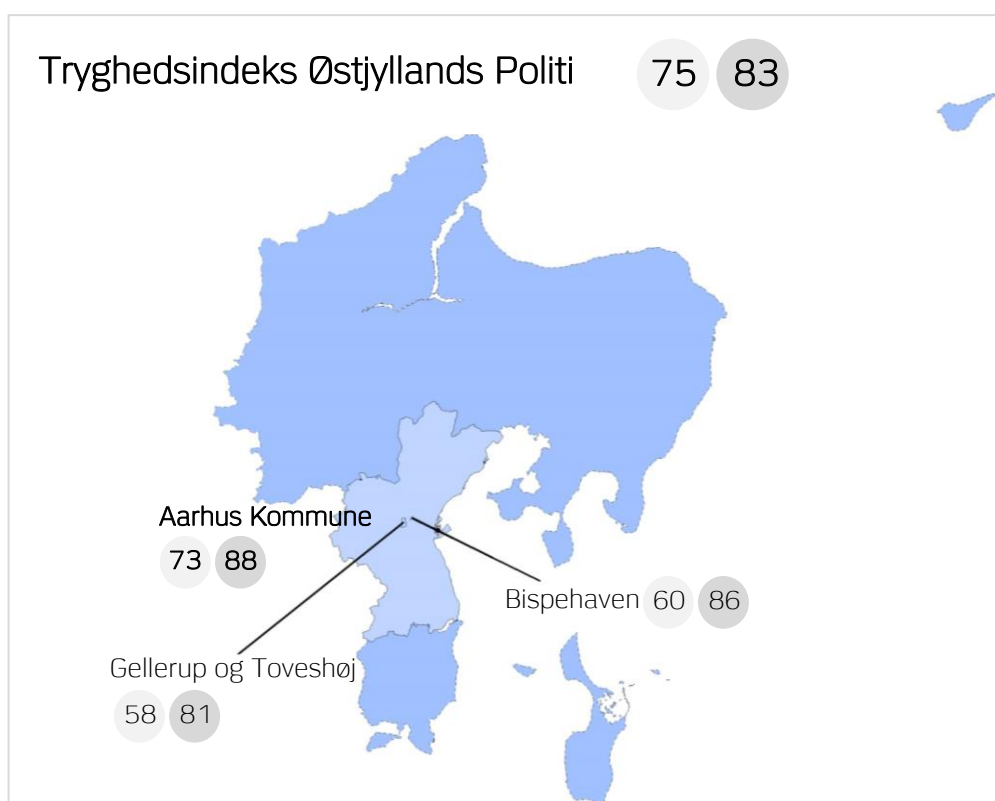 Tryghedsindeks Østjyllands Politi 75 83
Aarhus Kommune
73 88
Bispehaven 60 86
Gellerup og Toveshøj
58 81